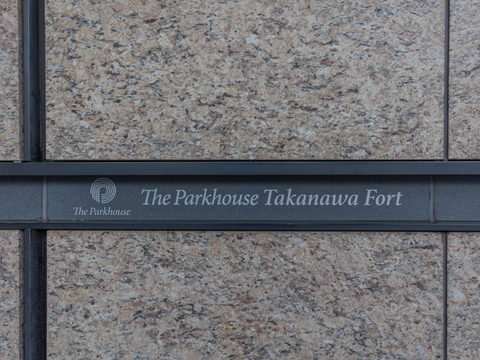 The Parkhouse
The Parkhouse Takanawa Fort